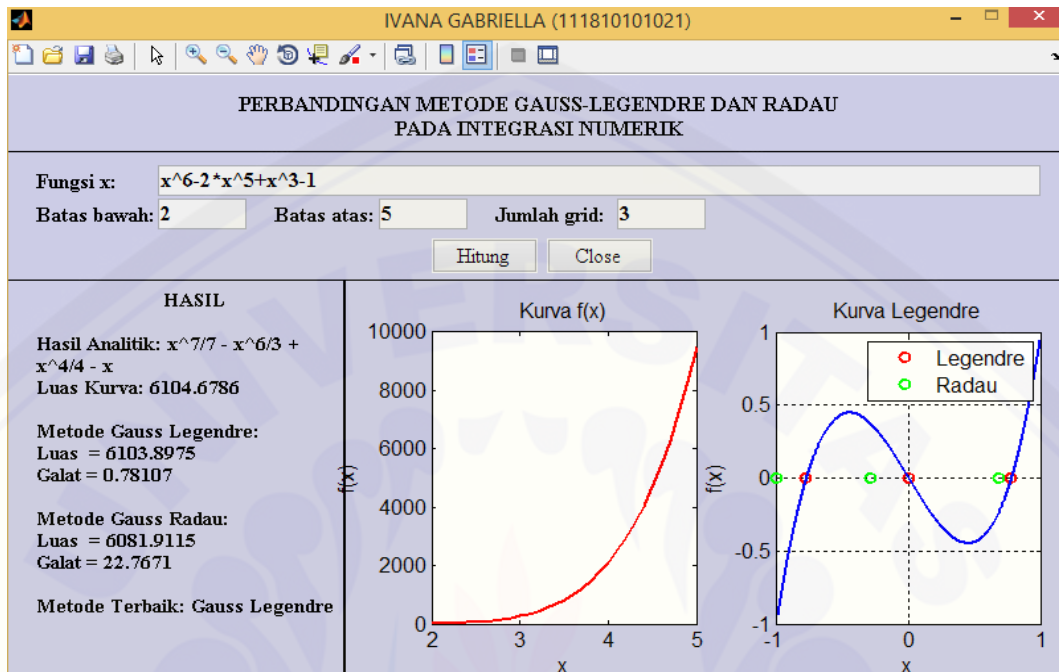 IVANA GABRIELLA (111810101021)
PERBANDINGAN METODE GAUSS-LEGENDRE DAN RADAU
PADA INTEGRASI NUMERIK
Fungsi x: x^6-2*x^5+x^3-1
Batas bawah: 2 Batas atas: 5 Jumlah grid: 3
Hitung Close
HASIL
Hasil Analitik: x^7/7 - x^6/3 +
x^4/4 - x
Luas Kurva: 6104.6786
Metode Gauss Legendre:
Luas = 6103.8975
Galat = 0.78107
Metode Gauss Radau:
Luas = 6081.9115
Galat = 22.7671
Metode Terbaik: Gauss Legendre
Kurva f(x)
10000
8000
6000
4000
2000
0
f(x)
2 3 4 5
x
Kurva Legendre
Legendre
Radau
1
0.5
0
-0.5
-1
f(x)
-1 0 1
x
UNIVERSITAS